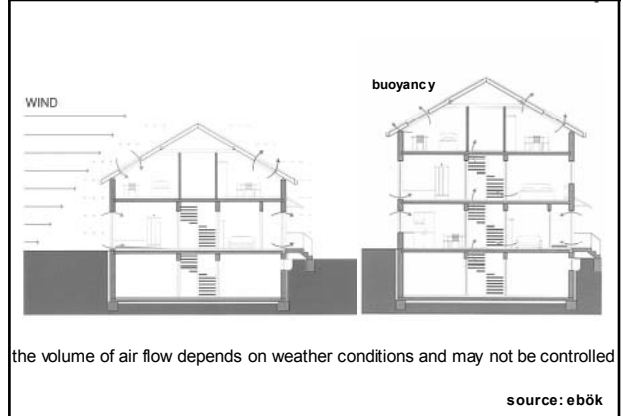 buoyancy
WIND
the volume of air flow depends on weather conditions and may not be controlled
source: ebök